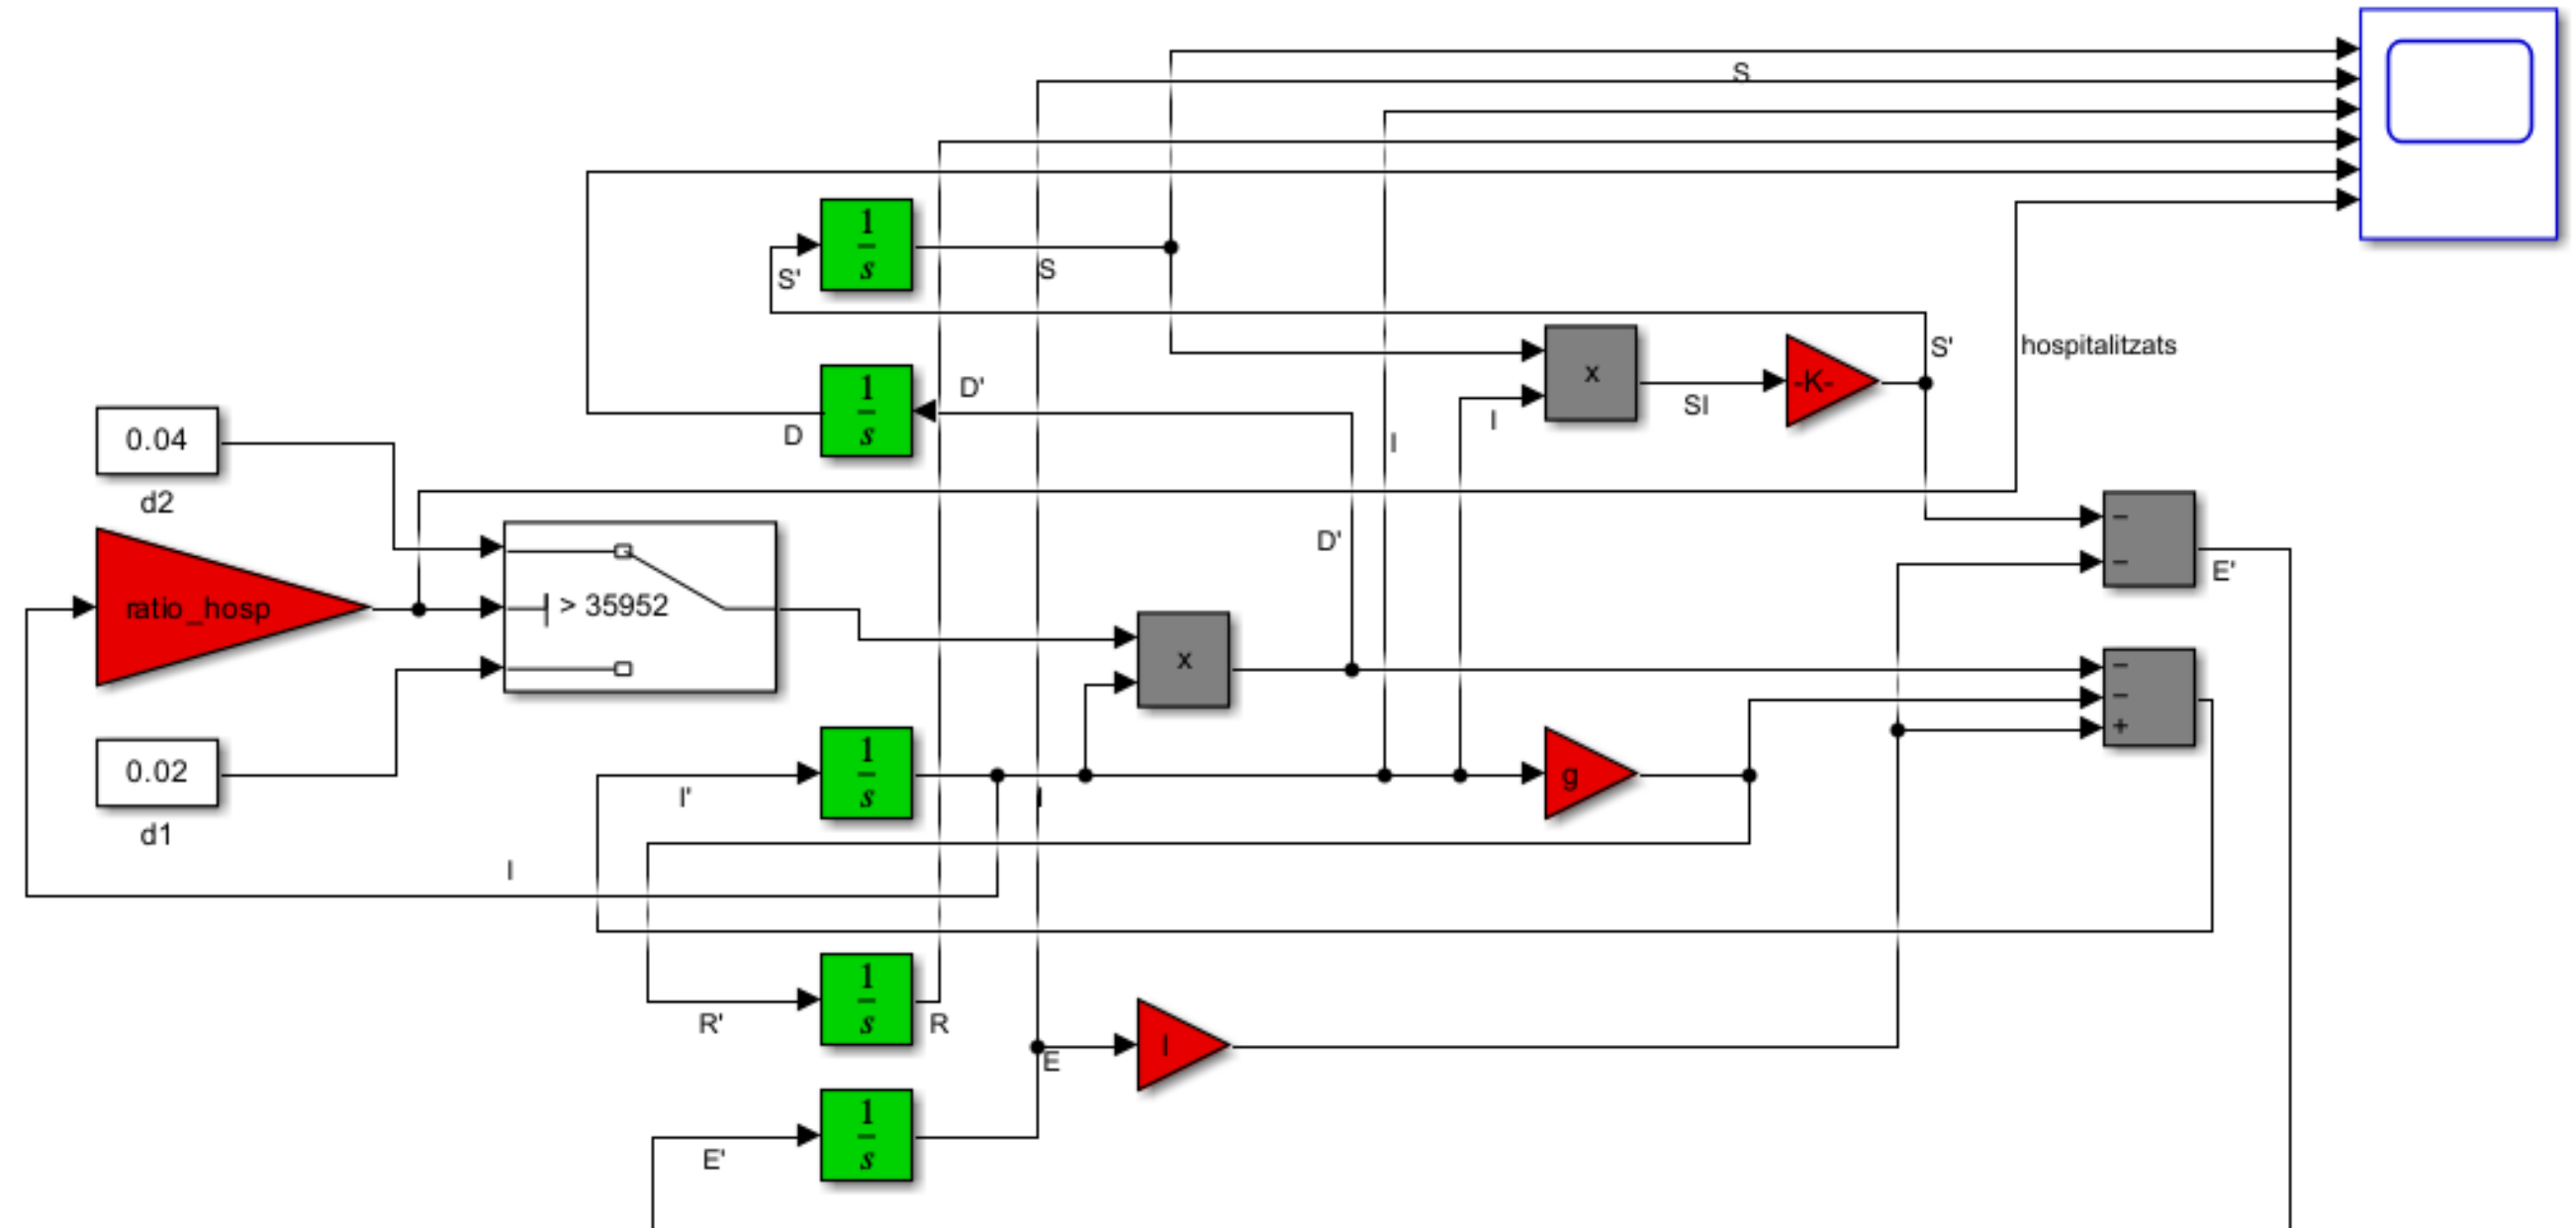 S
1
s
S'
S
1
s
D'
D
x
-K-
S'
SI
I
I
hospitalitzats
0.04
d2
ratio_hosp
> 35952
D'
x
−
−
E'
−
−
+
0.02
d1
1
s
I'
I
g
I
1
s
R'
R
E
l
1
s
E'